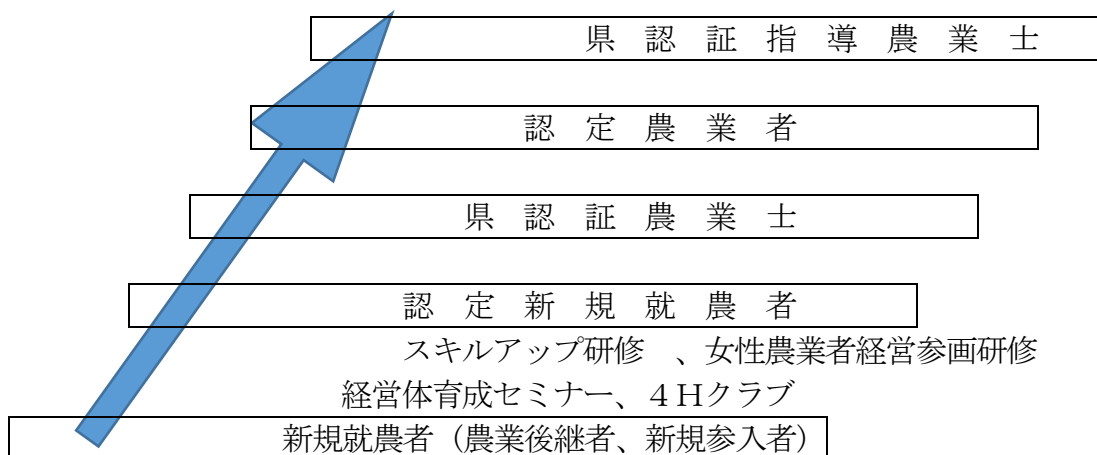 県認証指導農業士
認定農業者
県認証農業士
認定新規就農者
スキルアップ研修　、女性農業者経営参画研修
経営体育成セミナー、４Ｈクラブ
新規就農者（農業後継者、新規参入者）